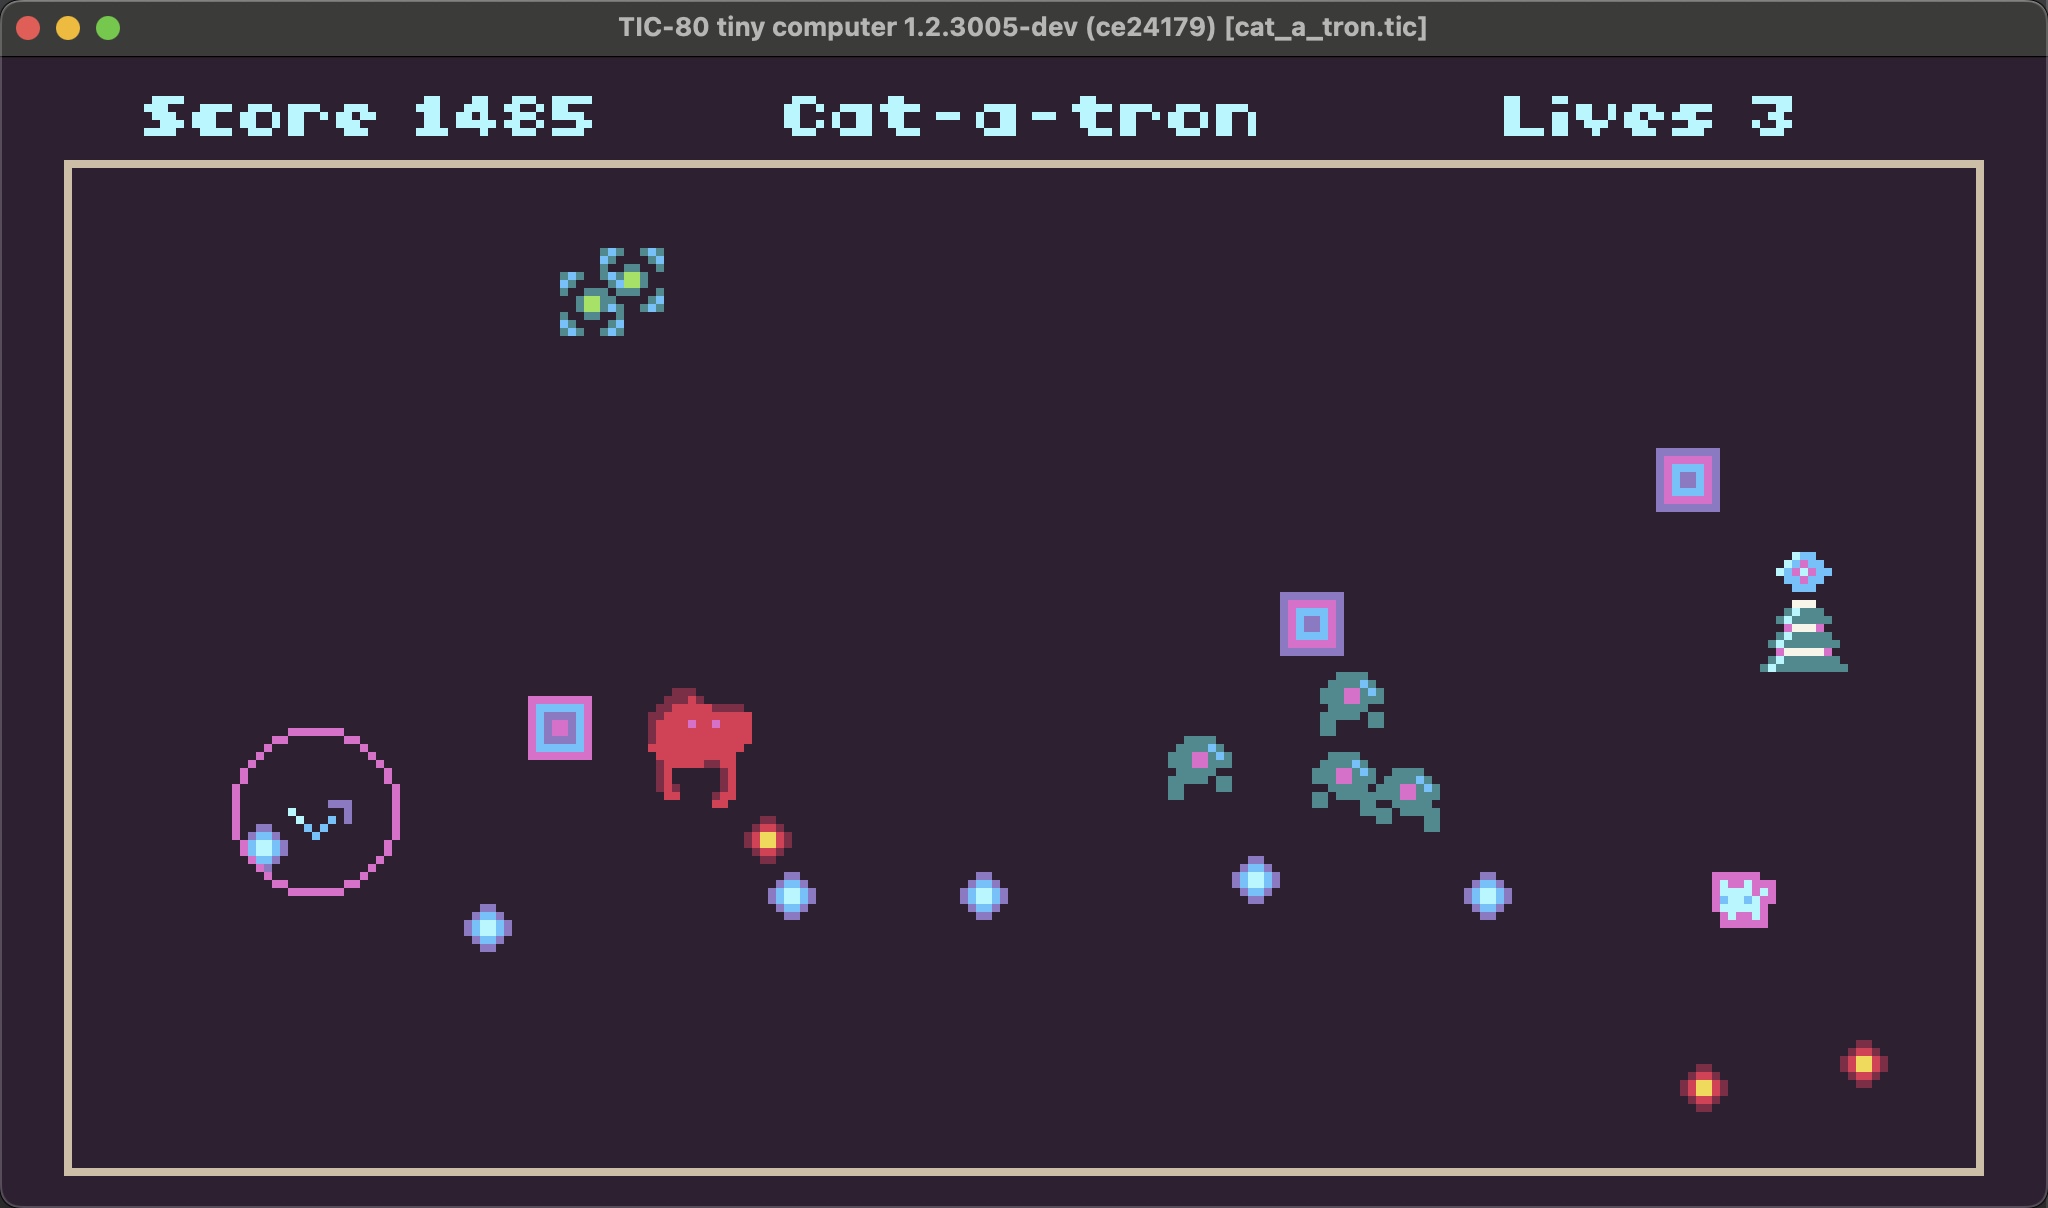 TIC-80 tiny computer 1.2.3005-dev (ce24179) [cat_a_tron.tic]
Score 1485 Cat-a-tron Lives 3